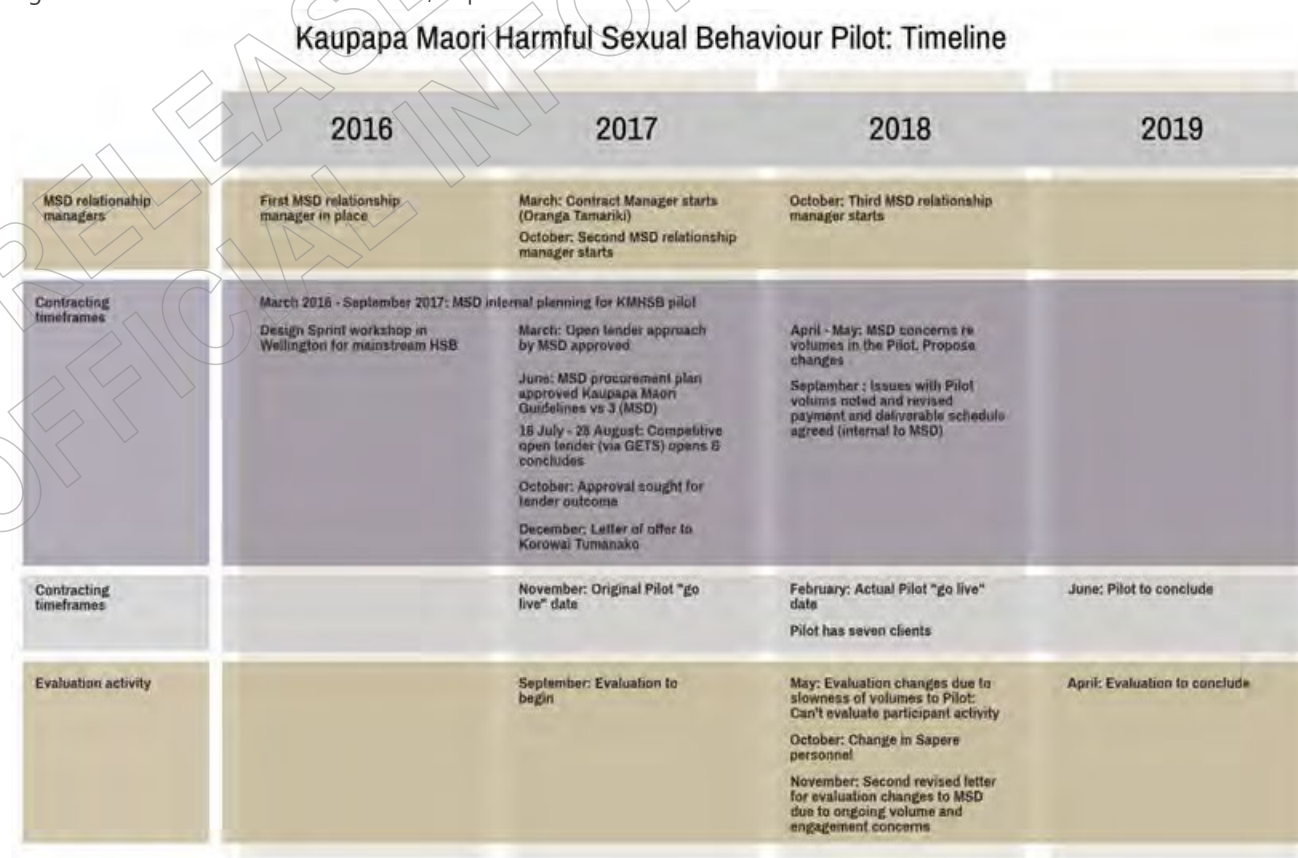 Kaupapa Maori Harmful Sexual Behaviour Pilot: Timeline
2016
2017
2018
2019
MSD relationship
managers
First MSD relationship
manager in place
March: Contract Manager starts
(Oranga Tamariki)
October: Second MSD relationship
manager starts
October: Third MSD relationship
manager starts
Contracting
timeframes
March 2016 - September 2017: MSD internal planning for KMHSB pilot
Design Sprint workshop in
Wellington for mainstream HSB
March: Open tender approach
by MSD approved
June: MSD procurement plan
approved Kaupapa Maori
Guidelines vs 3 (MSD)
16 July - 28 August: Competitive
open tender (via GETS) opens &
concludes
October: Approval sought for
tender outcome
December: Letter of offer to
Korowai Tumanako
April - May: MSD concerns re
volumes in the Pilot. Propose
changes
September : Issues with Pilot
volums noted and revised
payment and deliverable schedule
agreed (internal to MSD)
Contracting
timeframes
November: Original Pilot "go
live" date
February: Actual Pilot "go live"
date
Pilot has seven clients
June: Pilot to conclude
Evaluation activity
September: Evaluation to
begin
May: Evaluation changes due to
slowness of volumes to Pilot:
Can't evaluate participant activity
October: Change in Sapere
personnel
November: Second revised letter
for evaluation changes to MSD
due to ongoing volume and
engagement concerns
April: Evaluation to conclude
RELEASE
OFFICIAL INFO